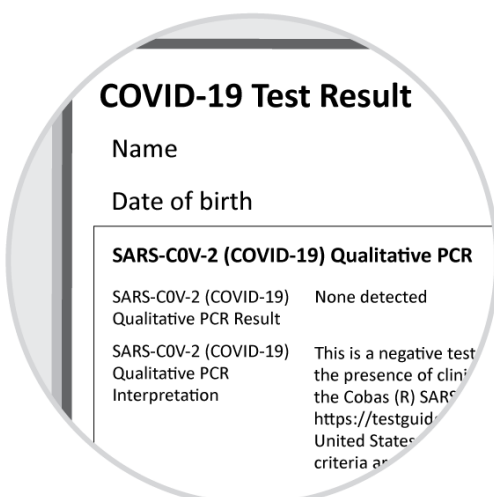 COVID-19 Test Result
Name
Date of birth
SARS-C0V-2 (COVID-19) Qualitative PCR
SARS-C0V-2 (COVID-19) None detected
Qualitative PCR Result
SARS-C0V-2 (COVID-19)
Qualitative PCR
Interpretation
This is a negative test
the presence of
the Cobas (R)
United States
criteria